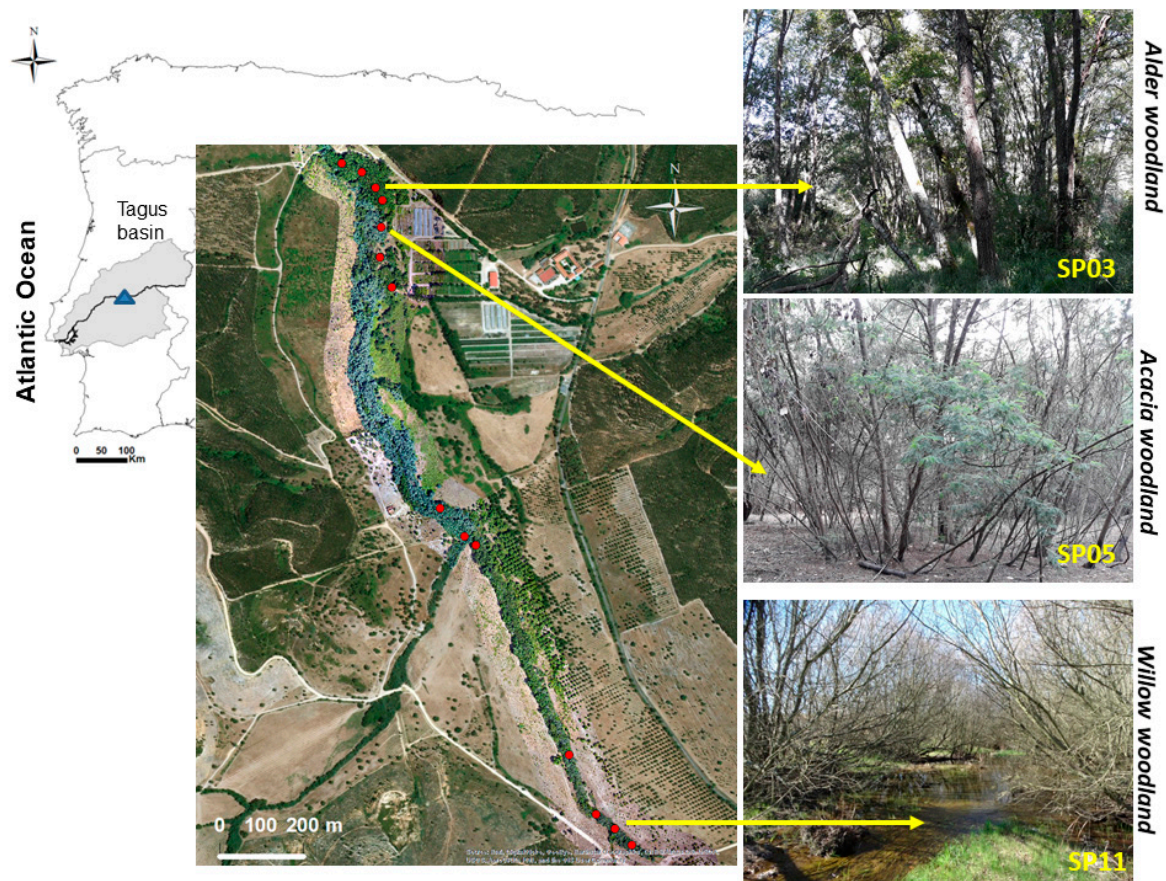 N
Tagus
basin
Atlantic Ocean
0 50 100
Km
N
0 100 200 m
Alder woodland
SP03
Acacia woodland
SP05
Willow woodland
SP11